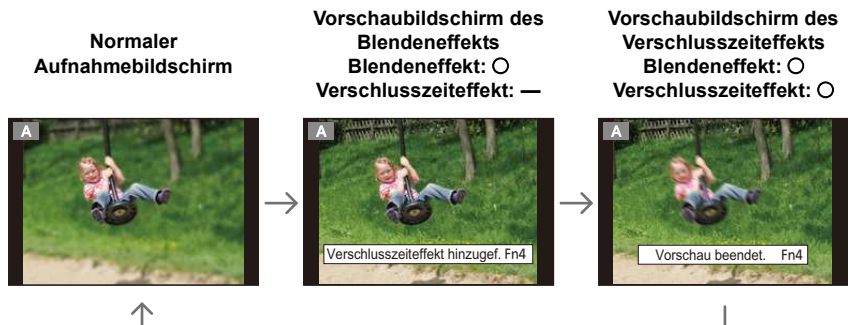 Normaler
Aufnahmebildschirm
Vorschaubildschirm des
Blendeneffekts
Blendeneffekt: ○
Verschlusszeiteffekt: —
Vorschaubildschirm des
Verschlusszeiteffekts
Blendeneffekt: ○
Verschlusszeiteffekt: ○
A
A
Verschlusszeiteffekt hinzugef. Fn4
A
Vorschau beendet. Fn4